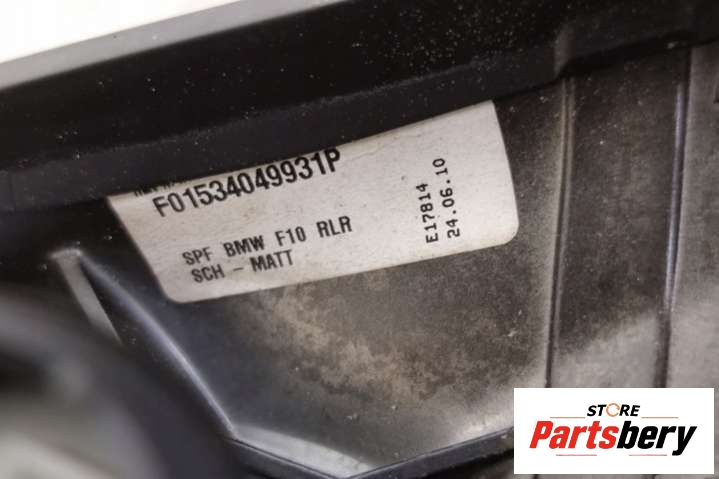 F01534049931P
SPF BMW F10 RLR
SCH - MATT
E17814
24.06.10
STORE
Partsbery